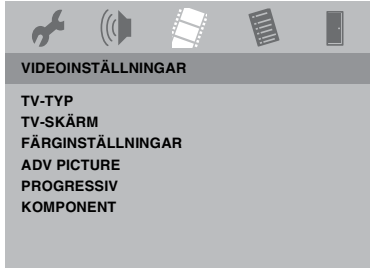 VIDEOINSTÄLLNINGAR
TV-TYP
TV-SKÄRM
FÄRGINSTÄLLNINGAR
ADV PICTURE
PROGRESSIV
KOMPONENT